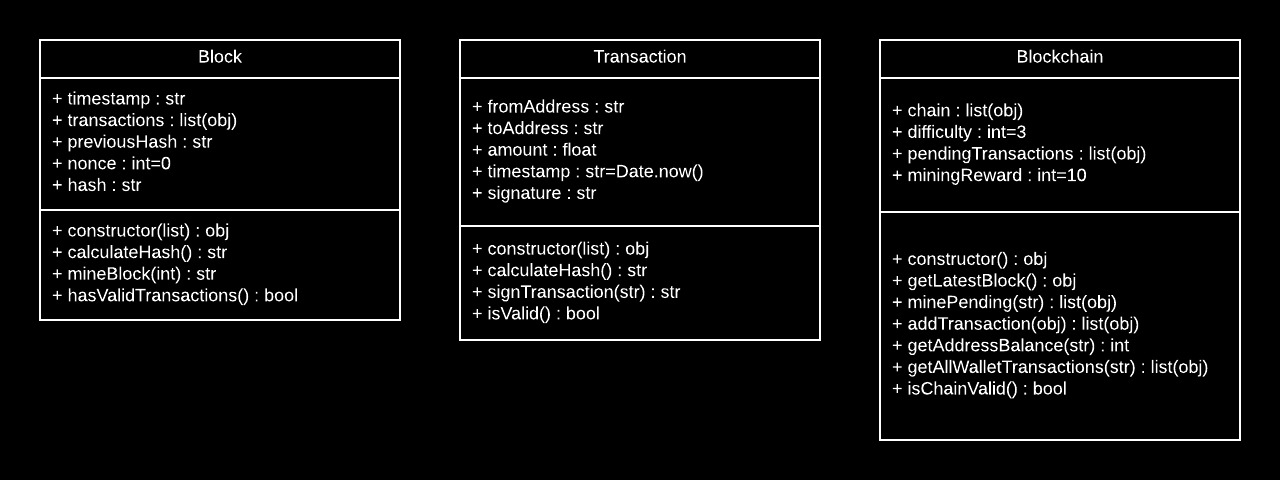 Block
+ timestamp : str
+ transactions : list(obj)
+ previousHash : str
+ nonce : int=0
+ hash : str
+ constructor(list) : obj
+ calculateHash() : str
+ mineBlock(int) : str
+ hasValidTransactions() : bool
Transaction
+ fromAddress : str
+ toAddress : str
+ amount : float
+ timestamp : str=Date.now()
+ signature : str
+ constructor(list) : obj
+ calculateHash() : str
+ signTransaction(str) : str
+ isValid() : bool
Blockchain
+ chain : list(obj)
+ difficulty : int=3
+ pendingTransactions : list(obj)
+ miningReward : int=10
+ constructor() : obj
+ getLatestBlock() : obj
+ minePending(str) : list(obj)
+ addTransaction(obj) : list(obj)
+ getAddressBalance(str) : int
+ getAllWalletTransactions(str) : list(obj)
+ isChainValid() : bool